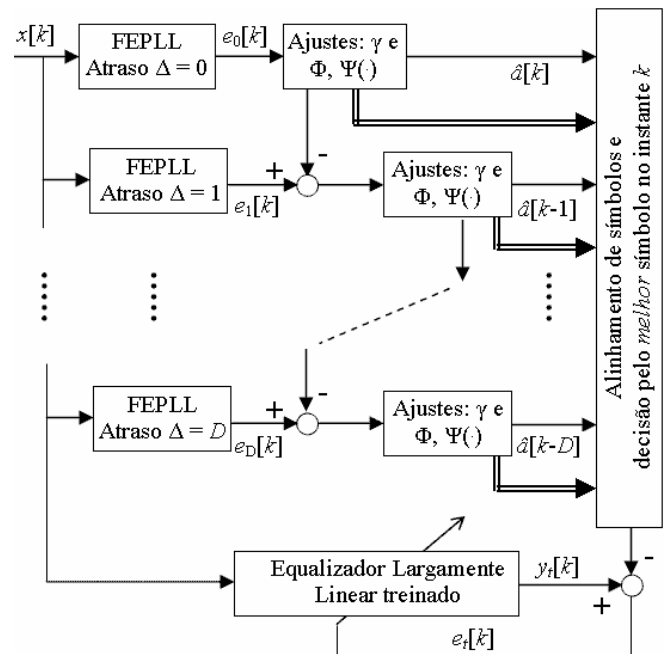 x[k]
FEPLL
Atraso Δ = 0
e0[k]
Ajustes: γ e
Φ, Ψ(·)
â[k]
-
FEPLL
Atraso Δ = 1
+
e1[k]
Ajustes: γ e
Φ, Ψ(·)
â[k-1]
-
FEPLL
Atraso Δ = D
+
eD[k]
Ajustes: γ e
Φ, Ψ(·)
â[k-D]
Alinhamento de símbolos e
decisão pelo melhor símbolo no instante k
Equalizador Largamente
Linear treinado
yt[k]
-
+
et[k]